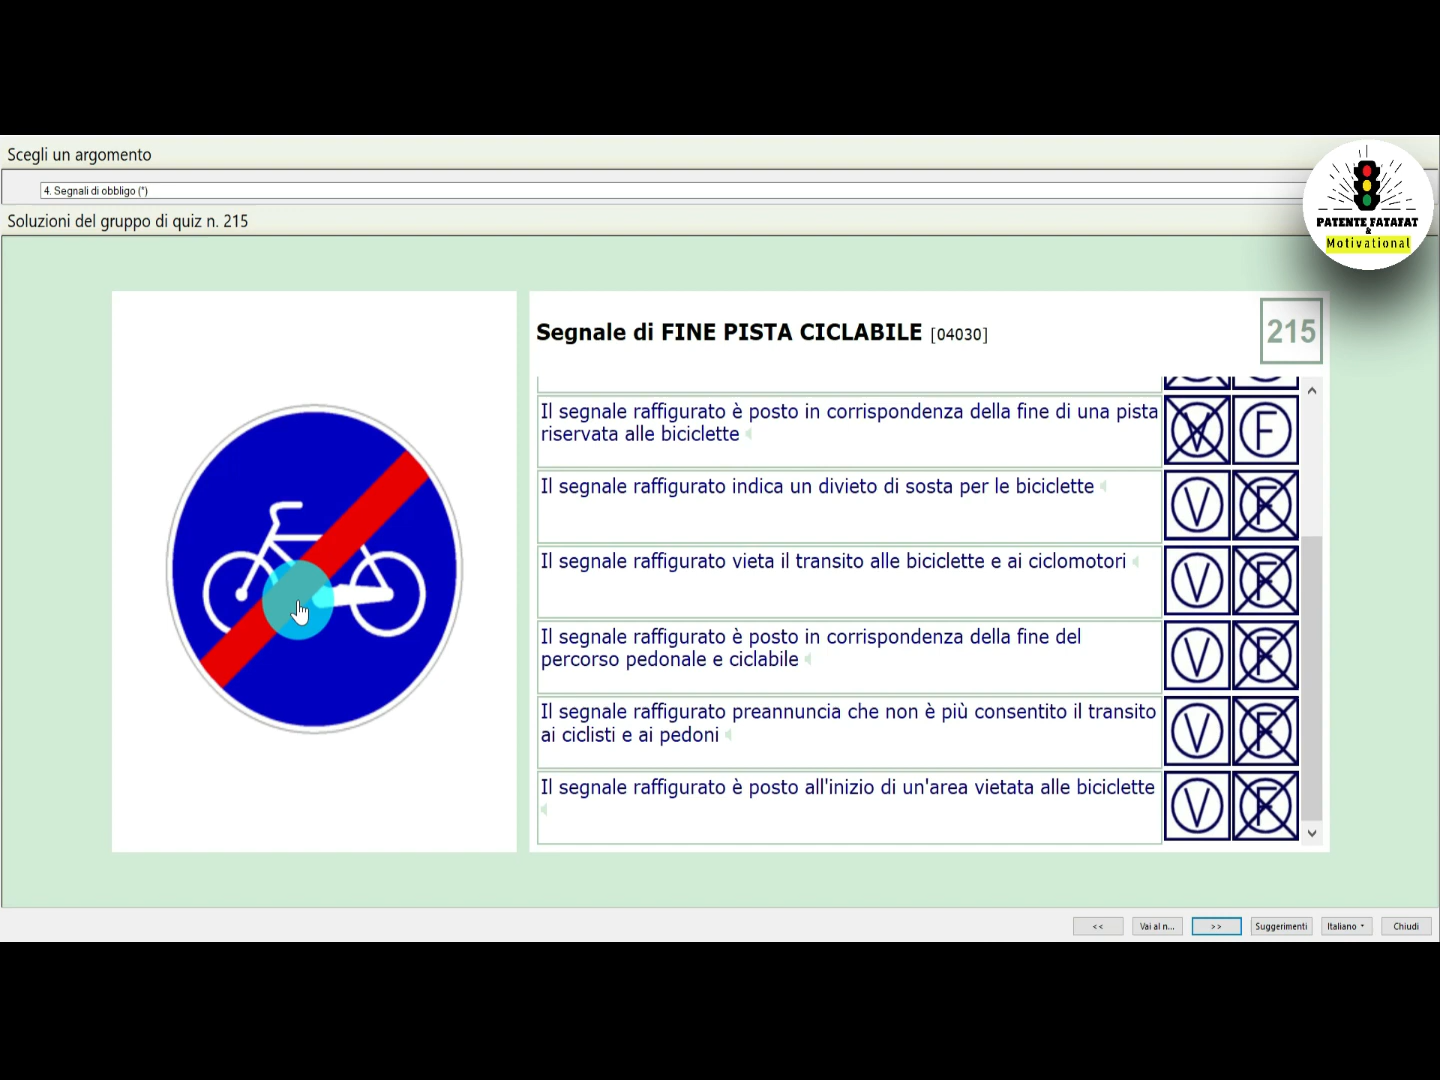 Scegli un argomento
4. Segnali di obbligo (*)
Soluzioni del gruppo di quiz n. 215
PATENTE FATAFAT
&
Motivational
Segnale di FINE PISTA CICLABILE [04030]
215
Il segnale raffigurato è posto in corrispondenza della fine di una pista
riservata alle biciclette
V F
Il segnale raffigurato indica un divieto di sosta per le biciclette
V F
Il segnale raffigurato vieta il transito alle biciclette e ai ciclomotori
V F
Il segnale raffigurato è posto in corrispondenza della fine del
percorso pedonale e ciclabile
V F
Il segnale raffigurato preannuncia che non è più consentito il transito
ai ciclisti e ai pedoni
V F
Il segnale raffigurato è posto all'inizio di un'area vietata alle biciclette
V F
<< Vai al n... >> Suggerimenti Italiano Chiudi